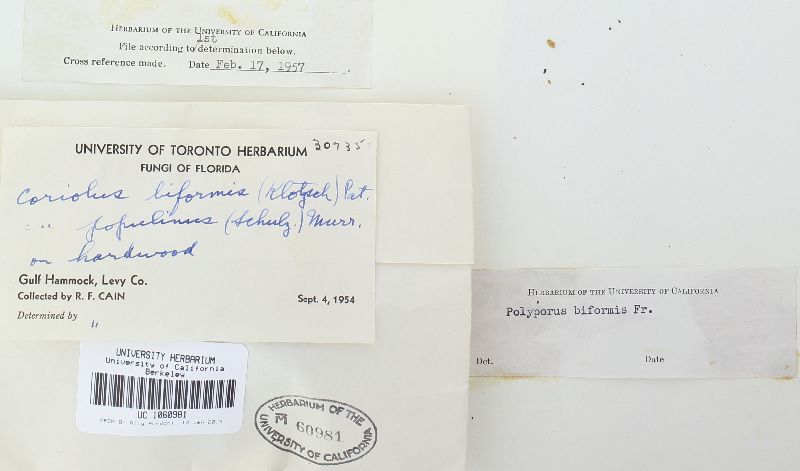 HERBARIUM OF THE UNIVERSITY OF CALIFORNIA
1st
File according to determination below.
Cross reference made. Date Feb. 17, 1957
UNIVERSITY OF TORONTO HERBARIUM 30735
FUNGI OF FLORIDA
Coriolus biformis (Klotzsch) Pat.
" populinus (Schulz.) Murr.
on hardwood
Gulf Hammock, Levy Co.
Collected by R. F. CAIN Sept. 4, 1954
Determined by "
UNIVERSITY HERBARIUM
University of California
Berkeley
UC 1060981
HERBARIUM OF THE
M 60981
UNIVERSITY OF CALIFORNIA
HERBARIUM OF THE UNIVERSITY OF CALIFORNIA
Polyporus biformis Fr.
Det. Date